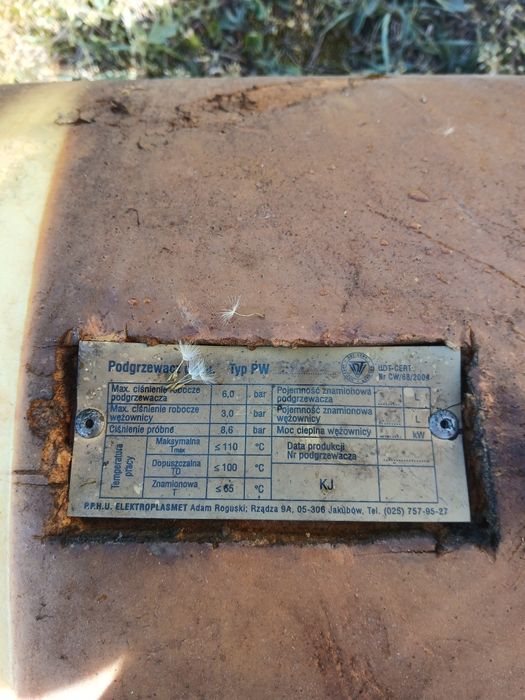 Podgrzewacz Typ PW
UDT-CERT
Nr CW/68/2004
Max. ciśnienie robocze podgrzewacza 6,0 bar
Max. ciśnienie robocze wężownicy 3,0 bar
Ciśnienie próbne 8,6 bar
Temperatura pracy
Maksymalna Tmax ≤ 110 °C
Dopuszczalna TD ≤ 100 °C
Znamionowa T ≤ 65 °C
Pojemność znamionowa podgrzewacza L
Pojemność znamionowa wężownicy L
Moc cieplna wężownicy kW
Data produkcji
Nr podgrzewacza
KJ
P.P.H.U. ELEKTROPLASMET Adam Roguski; Rządza 9A, 05-306 Jakubów, Tel. (025) 757-95-27